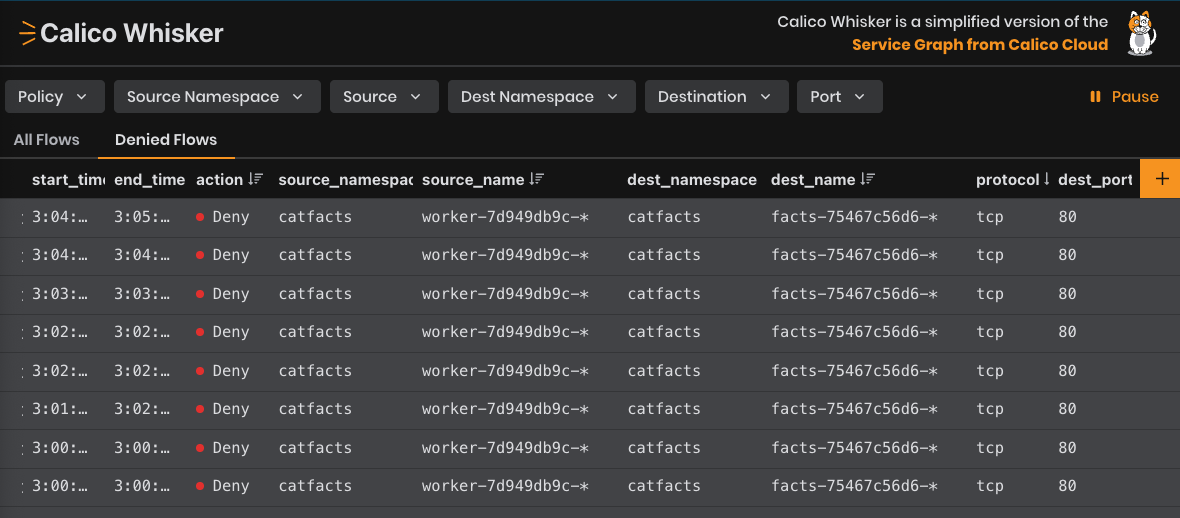 Calico Whisker
Calico Whisker is a simplified version of the
Service Graph from Calico Cloud
Policy Source Namespace Source Dest Namespace Destination Port Pause
All Flows Denied Flows
start_time end_time action source_namespac source_name dest_namespace dest_name protocol dest_port +
3:04:… 3:05:… Deny catfacts worker-7d949db9c-* catfacts facts-75467c56d6-* tcp 80
3:04:… 3:04:… Deny catfacts worker-7d949db9c-* catfacts facts-75467c56d6-* tcp 80
3:03:… 3:03:… Deny catfacts worker-7d949db9c-* catfacts facts-75467c56d6-* tcp 80
3:02:… 3:02:… Deny catfacts worker-7d949db9c-* catfacts facts-75467c56d6-* tcp 80
3:02:… 3:02:… Deny catfacts worker-7d949db9c-* catfacts facts-75467c56d6-* tcp 80
3:01:… 3:02:… Deny catfacts worker-7d949db9c-* catfacts facts-75467c56d6-* tcp 80
3:00:… 3:00:… Deny catfacts worker-7d949db9c-* catfacts facts-75467c56d6-* tcp 80
3:00:… 3:00:… Deny catfacts worker-7d949db9c-* catfacts facts-75467c56d6-* tcp 80